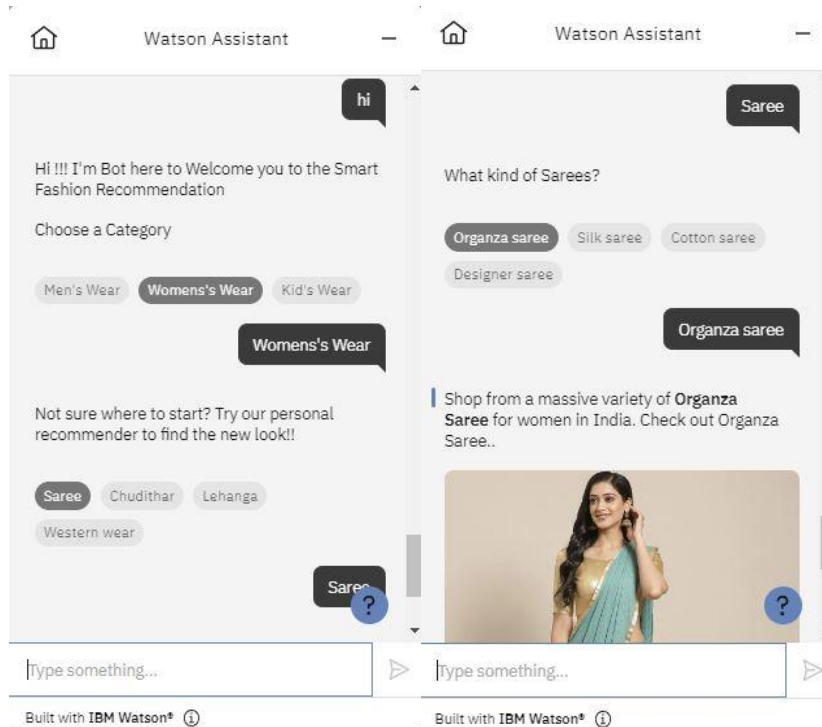 Watson Assistant
hi
Hi !!! I'm Bot here to Welcome you to the Smart
Fashion Recommendation
Choose a Category
Men's Wear Womens's Wear Kid's Wear
Womens's Wear
Not sure where to start? Try our personal
recommender to find the new look!!
Saree Chudithar Lehanga
Western wear
Saree
?
Type something...
Built with IBM Watson®
Watson Assistant
Saree
What kind of Sarees?
Organza saree Silk saree Cotton saree
Designer saree
Organza saree
Shop from a massive variety of Organza
Saree for women in India. Check out Organza
Saree..
?
Type something...
Built with IBM Watson®